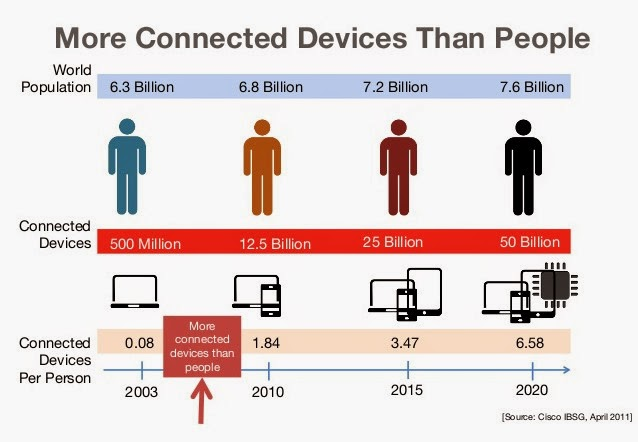 More Connected Devices Than People
World
Population
6.3 Billion 6.8 Billion 7.2 Billion 7.6 Billion
Connected
Devices
500 Million 12.5 Billion 25 Billion 50 Billion
Connected
Devices
Per Person
0.08 1.84 3.47 6.58
More
connected
devices than
people
2003 2010 2015 2020
[Source: Cisco IBSG, April 2011]